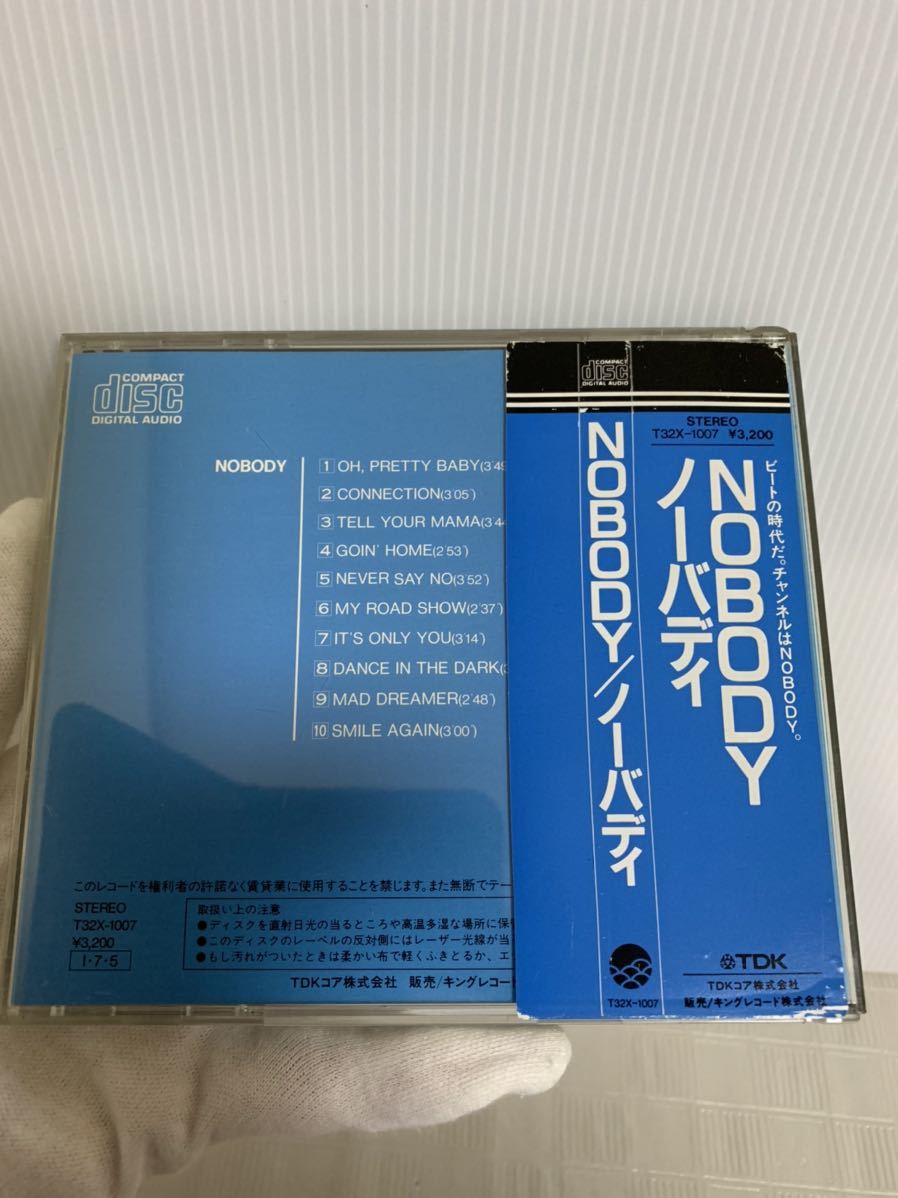 COMPACT
disc
DIGITAL AUDIO
NOBODY
1 OH, PRETTY BABY(3'49
2 CONNECTION(3'05")
3 TELL YOUR MAMA(3'44
4 GOIN' HOME(2'53")
5 NEVER SAY NO(3'52")
6 MY ROAD SHOW(2'37")
7 IT'S ONLY YOU(3'14")
8 DANCE IN THE DARK(3
9 MAD DREAMER(2'48")
10 SMILE AGAIN(3'00")
このレコードを権利者の許諾なく賃貸業に使用することを禁じます。また無断でテー
STEREO
T32X-1007
¥3,200
I・7・5
取扱い上の注意
●ディスクを直射日光の当るところや高温多湿な場所に保
●このディスクのレーベルの反対側にはレーザー光線が当
●もし汚れがついたときは柔かい布で軽くふきとるか、エ
TDKコア株式会社 販売/キングレコード
COMPACT
disc
DIGITAL AUDIO
NOBODY/ノーバディ
T32X-1007
STEREO
T32X-1007 ¥3,200
ビートの時代だ。チャンネルはNOBODY。
NOBODY
ノーバディ
TDK
TDKコア株式会社
販売/キングレコード株式会社